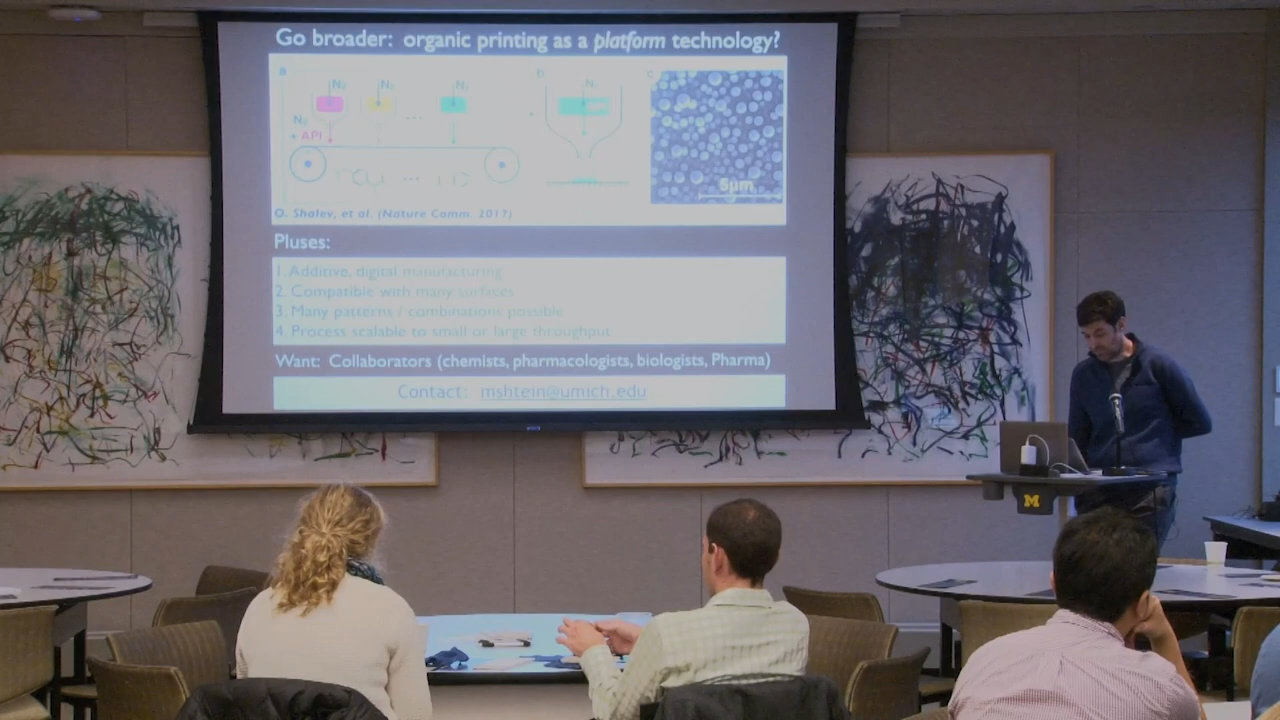 Go broader: organic printing as a platform technology?
a
b
c
N₂
N₂
N₂
N₂
N₂
+ API
...
...
5μm
O. Shalev, et al. (Nature Comm. 2017)
Pluses:
1. Additive, digital manufacturing
2. Compatible with many surfaces
3. Many patterns / combinations possible
4. Process scalable to small or large throughput
Want: Collaborators (chemists, pharmacologists, biologists, Pharma)
Contact: mshtein@umich.edu
M